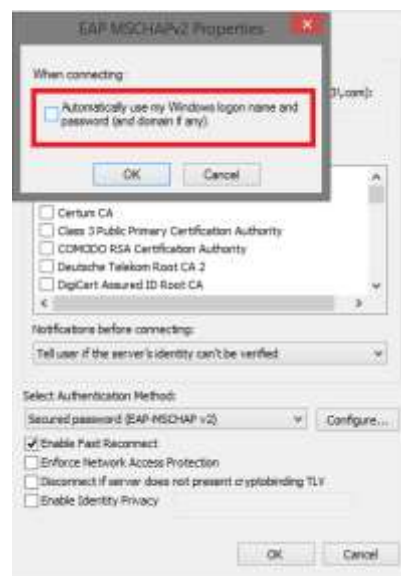 EAP MSCHAPv2 Properties
When connecting:
Automatically use my Windows logon name and
password (and domain if any).
OK Cancel
3\.com):
Certum CA
Class 3 Public Primary Certification Authority
COMODO RSA Certification Authority
Deutsche Telekom Root CA 2
DigiCert Assured ID Root CA
Notifications before connecting:
Tell user if the server's identity can't be verified
Select Authentication Method:
Secured password (EAP-MSCHAP v2) Configure...
Enable Fast Reconnect
Enforce Network Access Protection
Disconnect if server does not present cryptobinding TLV
Enable Identity Privacy
OK Cancel